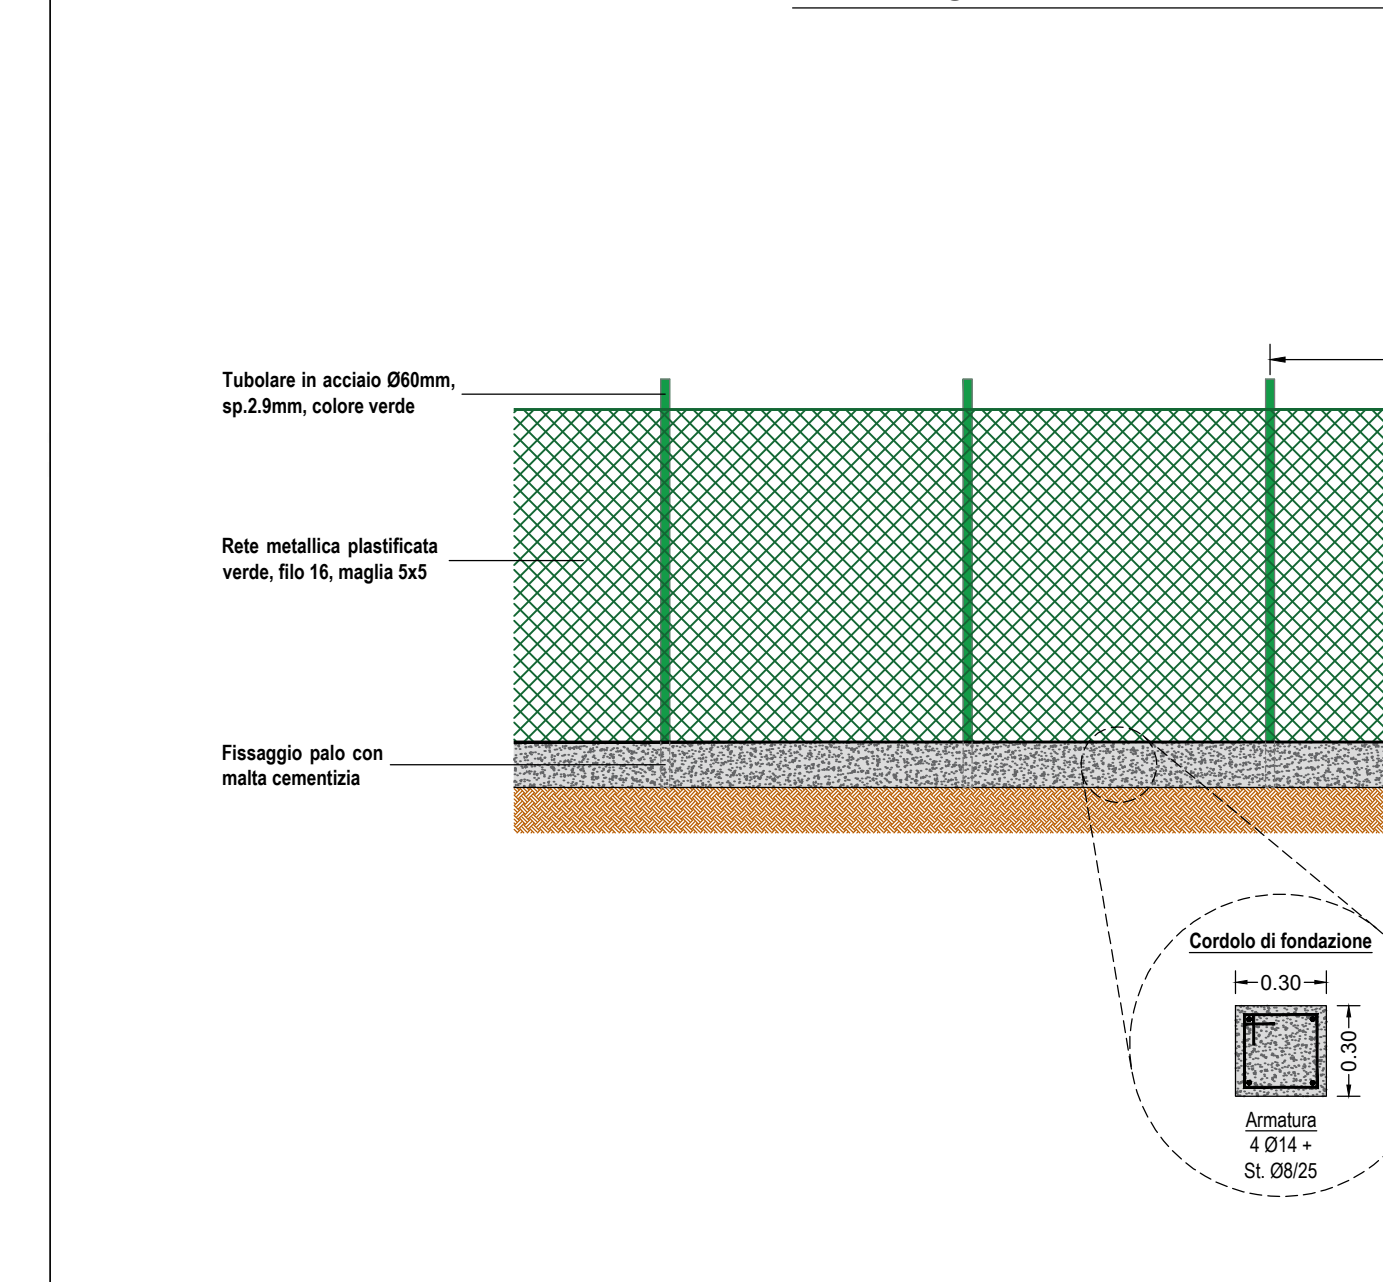 Tubolare in acciaio Ø60mm,
sp.2.9mm, colore verde
Rete metallica plastificata
verde, filo 16, maglia 5x5
Fissaggio palo con
malta cementizia
Cordolo di fondazione
0.30
0.30
Armatura
4 Ø14 +
St. Ø8/25